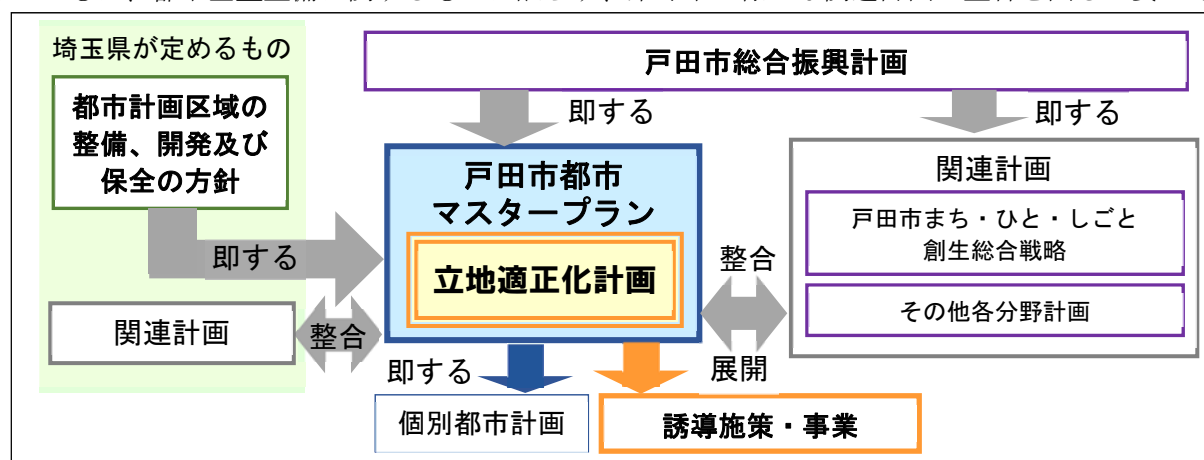 埼玉県が定めるもの
都市計画区域の
整備、開発及び
保全の方針
戸田市総合振興計画
即する
即する
戸田市都市
マスタープラン
立地適正化計画
関連計画
戸田市まち・ひと・しごと
創生総合戦略
その他各分野計画
即する
整合
関連計画
整合
即する
展開
個別都市計画
誘導施策・事業